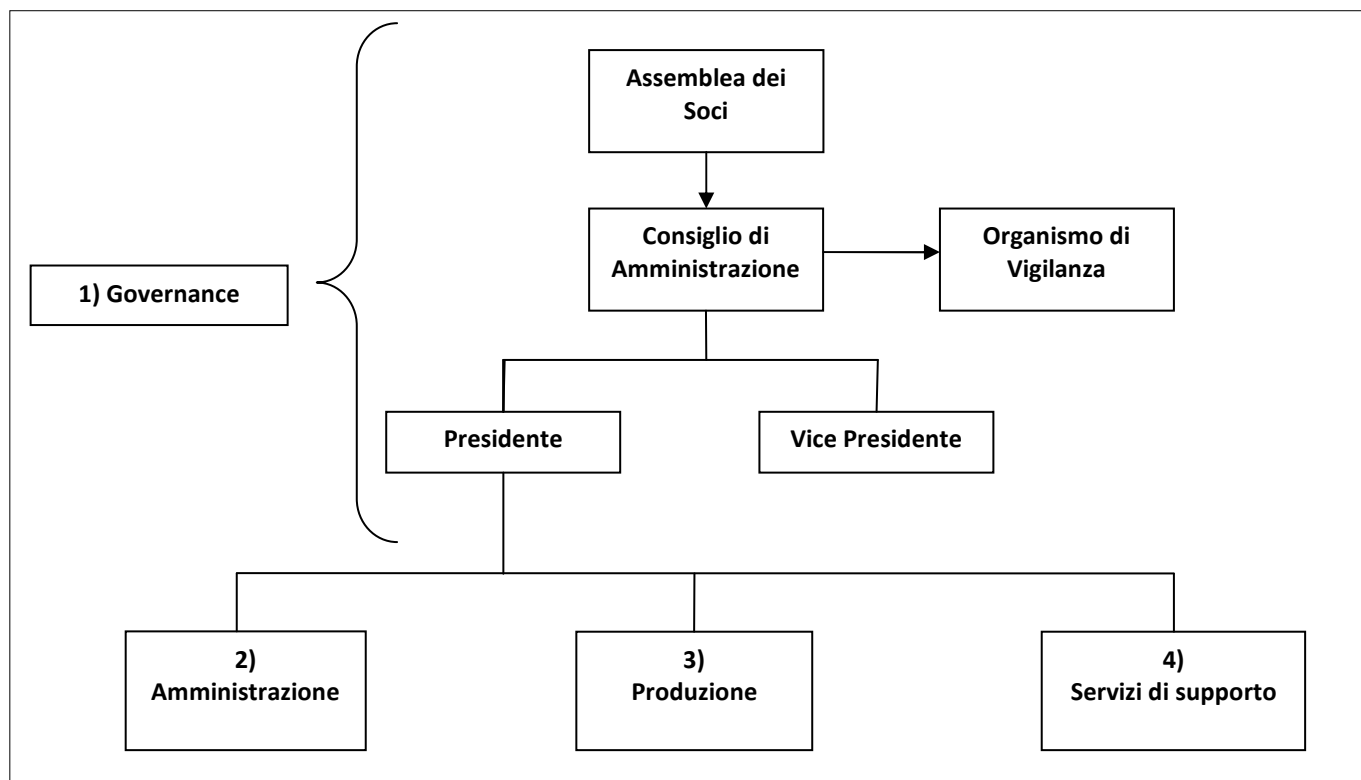 Assemblea dei
Soci
Consiglio di
Amministrazione
Organismo di
Vigilanza
1) Governance
Presidente
Vice Presidente
2)
Amministrazione
3)
Produzione
4)
Servizi di supporto